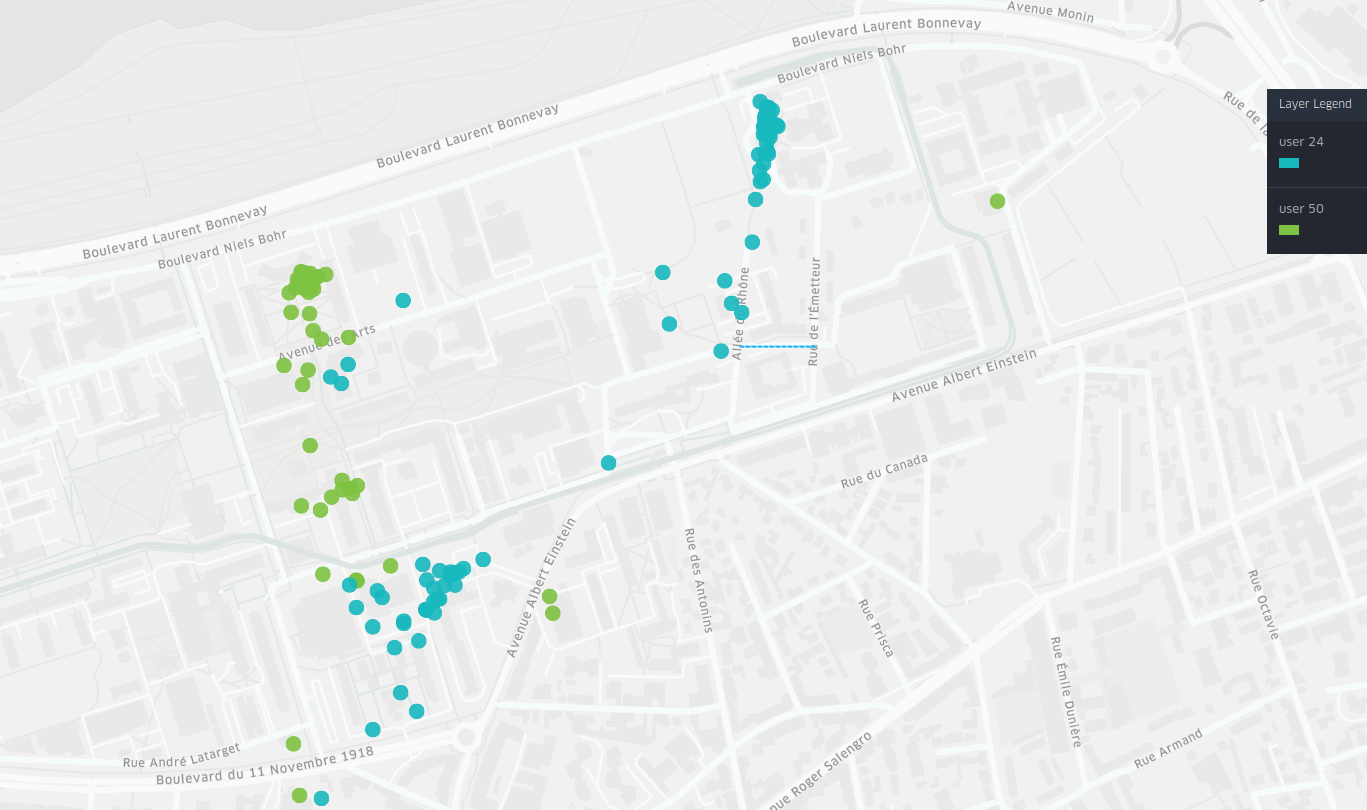 Avenue Monin
Boulevard Laurent Bonnevay
Boulevard Niels Bohr
Layer Legend
Rue de la
user 24
user 50
Boulevard Laurent Bonnevay
Boulevard Laurent Bonnevay
Boulevard Niels Bohr
Avenue des Arts
Allée du Rhône
Rue de l'Émetteur
Avenue Albert Einstein
Rue du Canada
Avenue Albert Einstein
Rue des Antonins
Rue Prisca
Rue Octavie
Rue Émile Dunière
Rue André Latarget
Boulevard du 11 Novembre 1918
nue Roger Salengro
Rue Armand